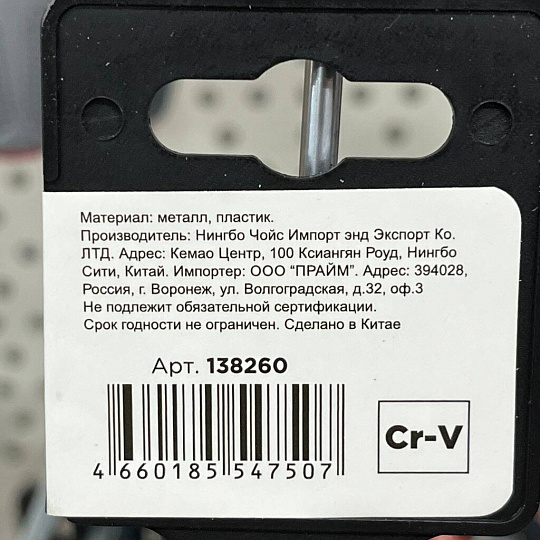 Материал: металл, пластик.
Производитель: Нингбо Чойс Импорт энд Экспорт Ко.
ЛТД. Адрес: Кемао Центр, 100 Ксиангян Роуд, Нингбо
Сити, Китай. Импортер: ООО “ПРАЙМ”. Адрес: 394028,
Россия, г. Воронеж, ул. Волгоградская, д.32, оф.3
Не подлежит обязательной сертификации.
Срок годности не ограничен. Сделано в Китае
Арт. 138260
Cr-V
4 660185 547507